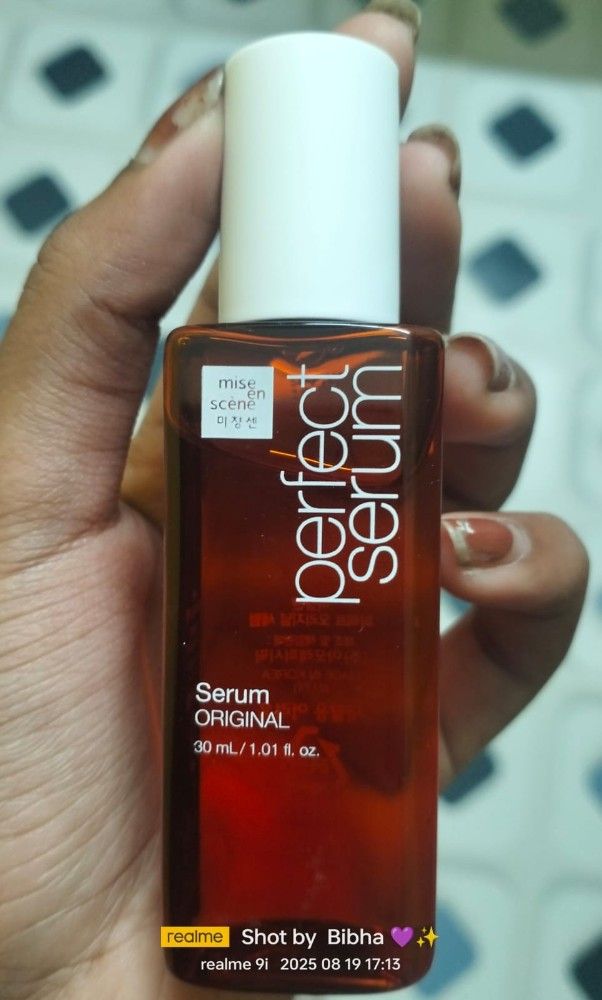 mise
en
scène
미쟝센
perfect
serum
Serum
ORIGINAL
30 mL/1.01 fl. oz.
realme Shot by Bibha 💜✨
realme 9i 2025 08 19 17:13